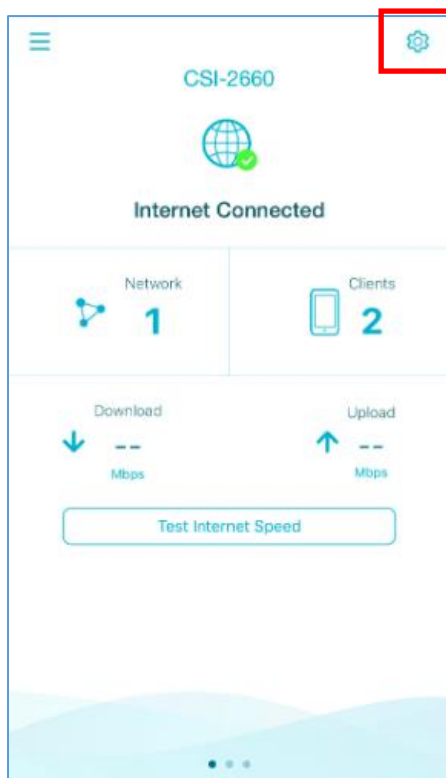 CSI-2660
Internet Connected
Network
1
Clients
2
Download
--
Mbps
Upload
--
Mbps
Test Internet Speed